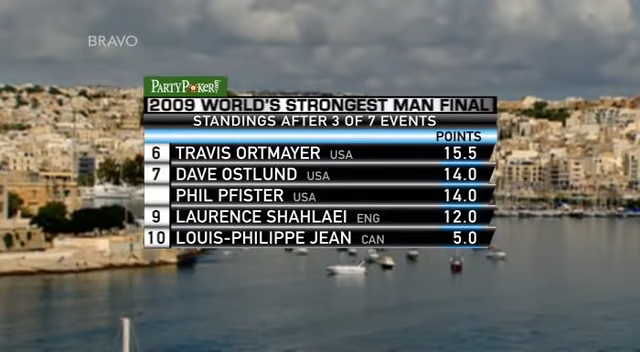 BRAVO
PARTYPOKER.COM
2009 WORLD'S STRONGEST MAN FINAL
STANDINGS AFTER 3 OF 7 EVENTS
POINTS
6 TRAVIS ORTMAYER USA 15.5
7 DAVE OSTLUND USA 14.0
PHIL PFISTER USA 14.0
9 LAURENCE SHAHLAEI ENG 12.0
10 LOUIS-PHILIPPE JEAN CAN 5.0